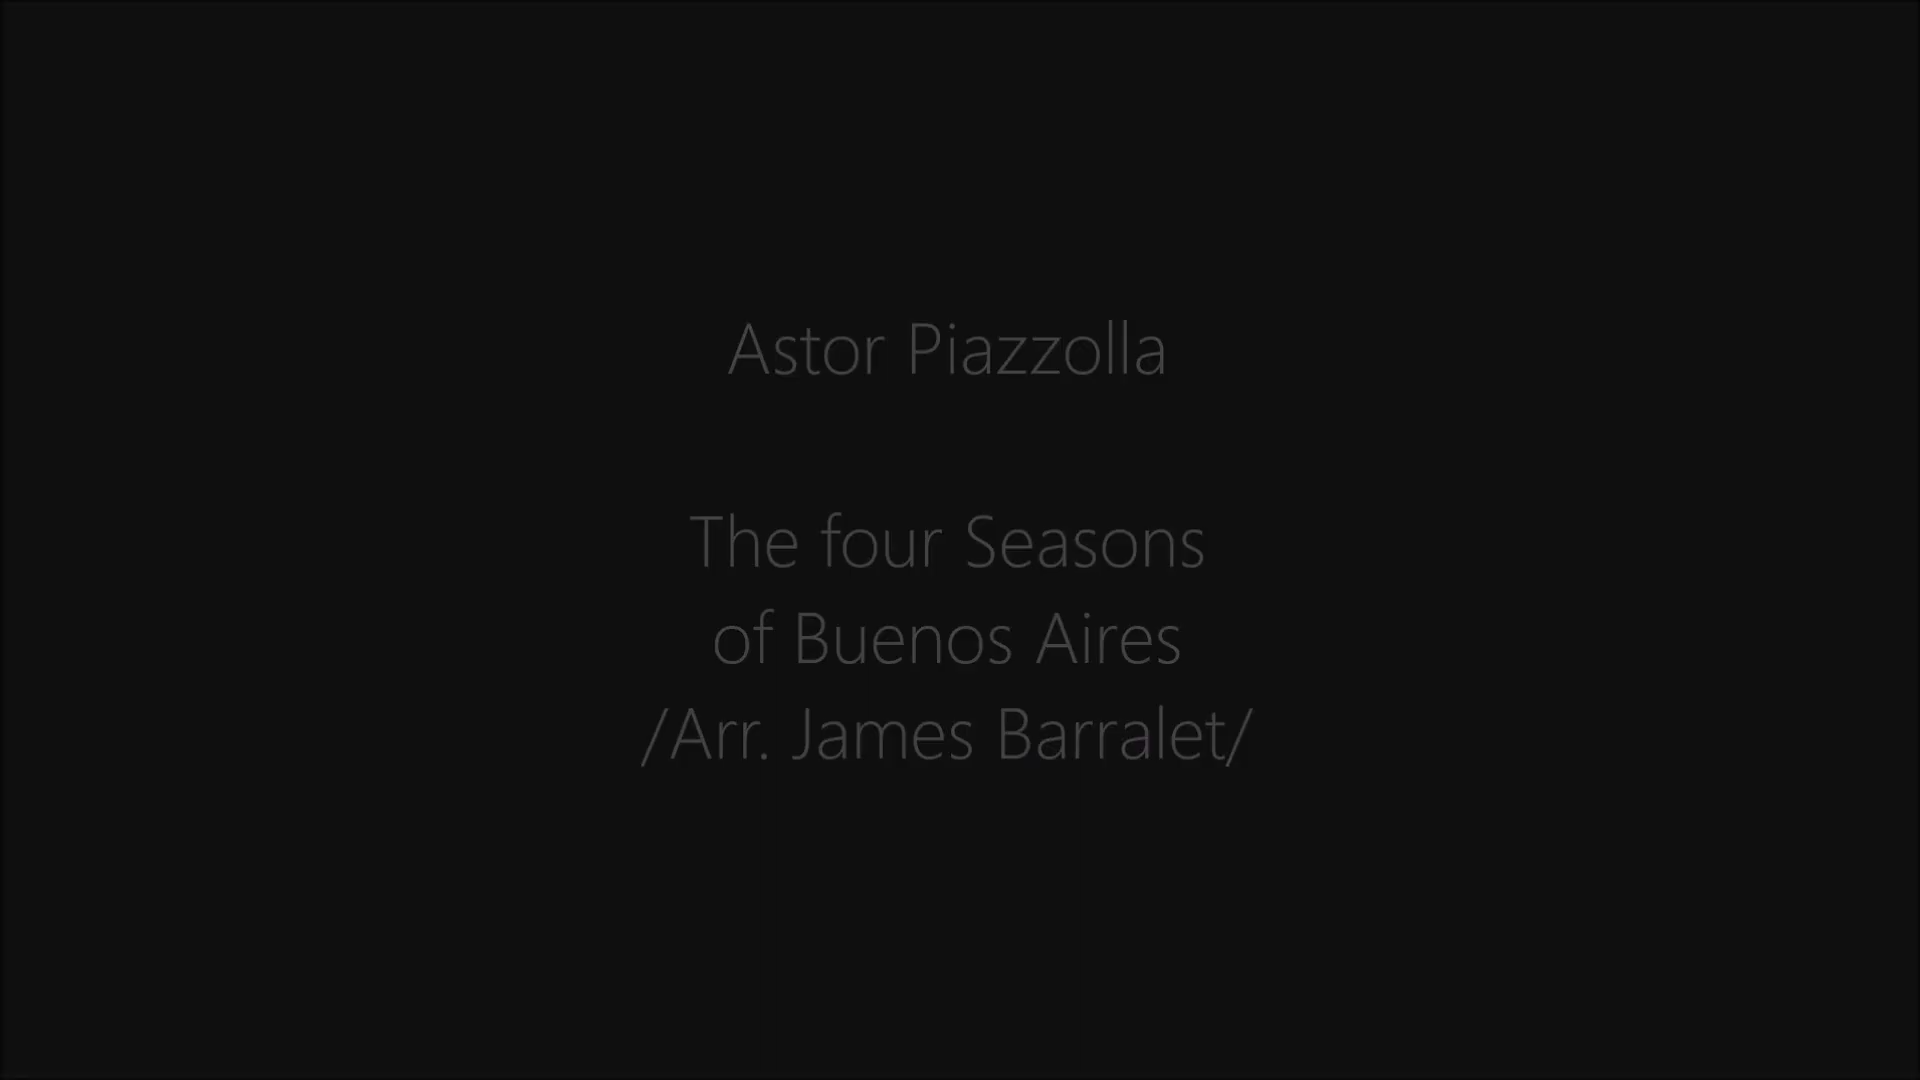 Astor Piazzolla
The four Seasons
of Buenos Aires
/Arr. James Barralet/